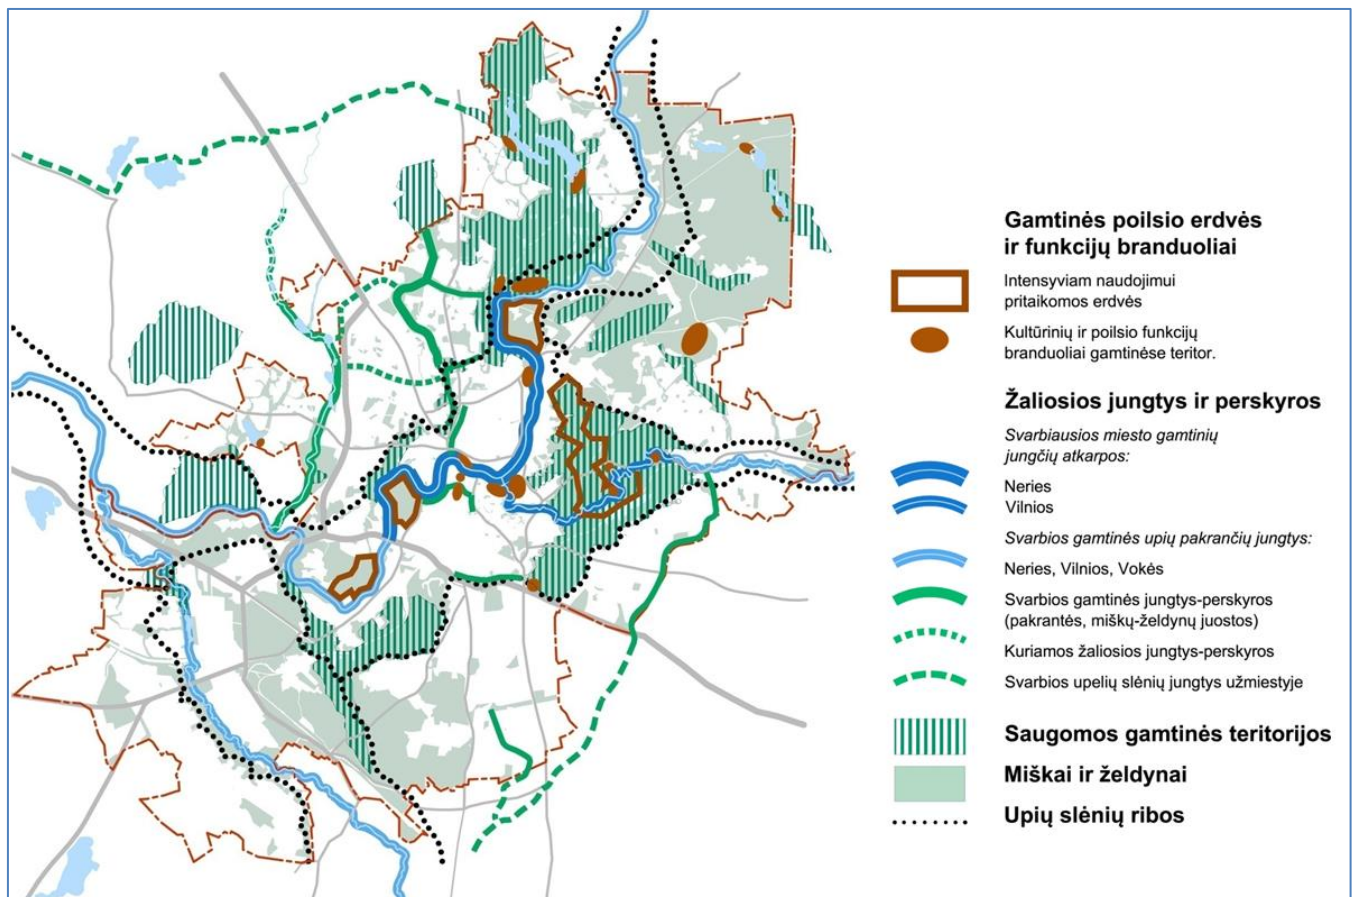 Gamtinės poilsio erdvės
ir funkcijų branduoliai
Intensyviam naudojimui
pritaikomos erdvės
Kultūrinių ir poilsio funkcijų
branduoliai gamtinėse teritor.
Žaliosios jungtys ir perskyros
Svarbiausios miesto gamtinių
jungčių atkarpos:
Neries
Vilnios
Svarbios gamtinės upių pakrančių jungtys:
Neries, Vilnios, Vokės
Svarbios gamtinės jungtys-perskyros
(pakrantės, miškų-želdynų juostos)
Kuriamos žaliosios jungtys-perskyros
Svarbios upelių slėnių jungtys užmiestyje
Saugomos gamtinės teritorijos
Miškai ir želdynai
Upių slėnių ribos